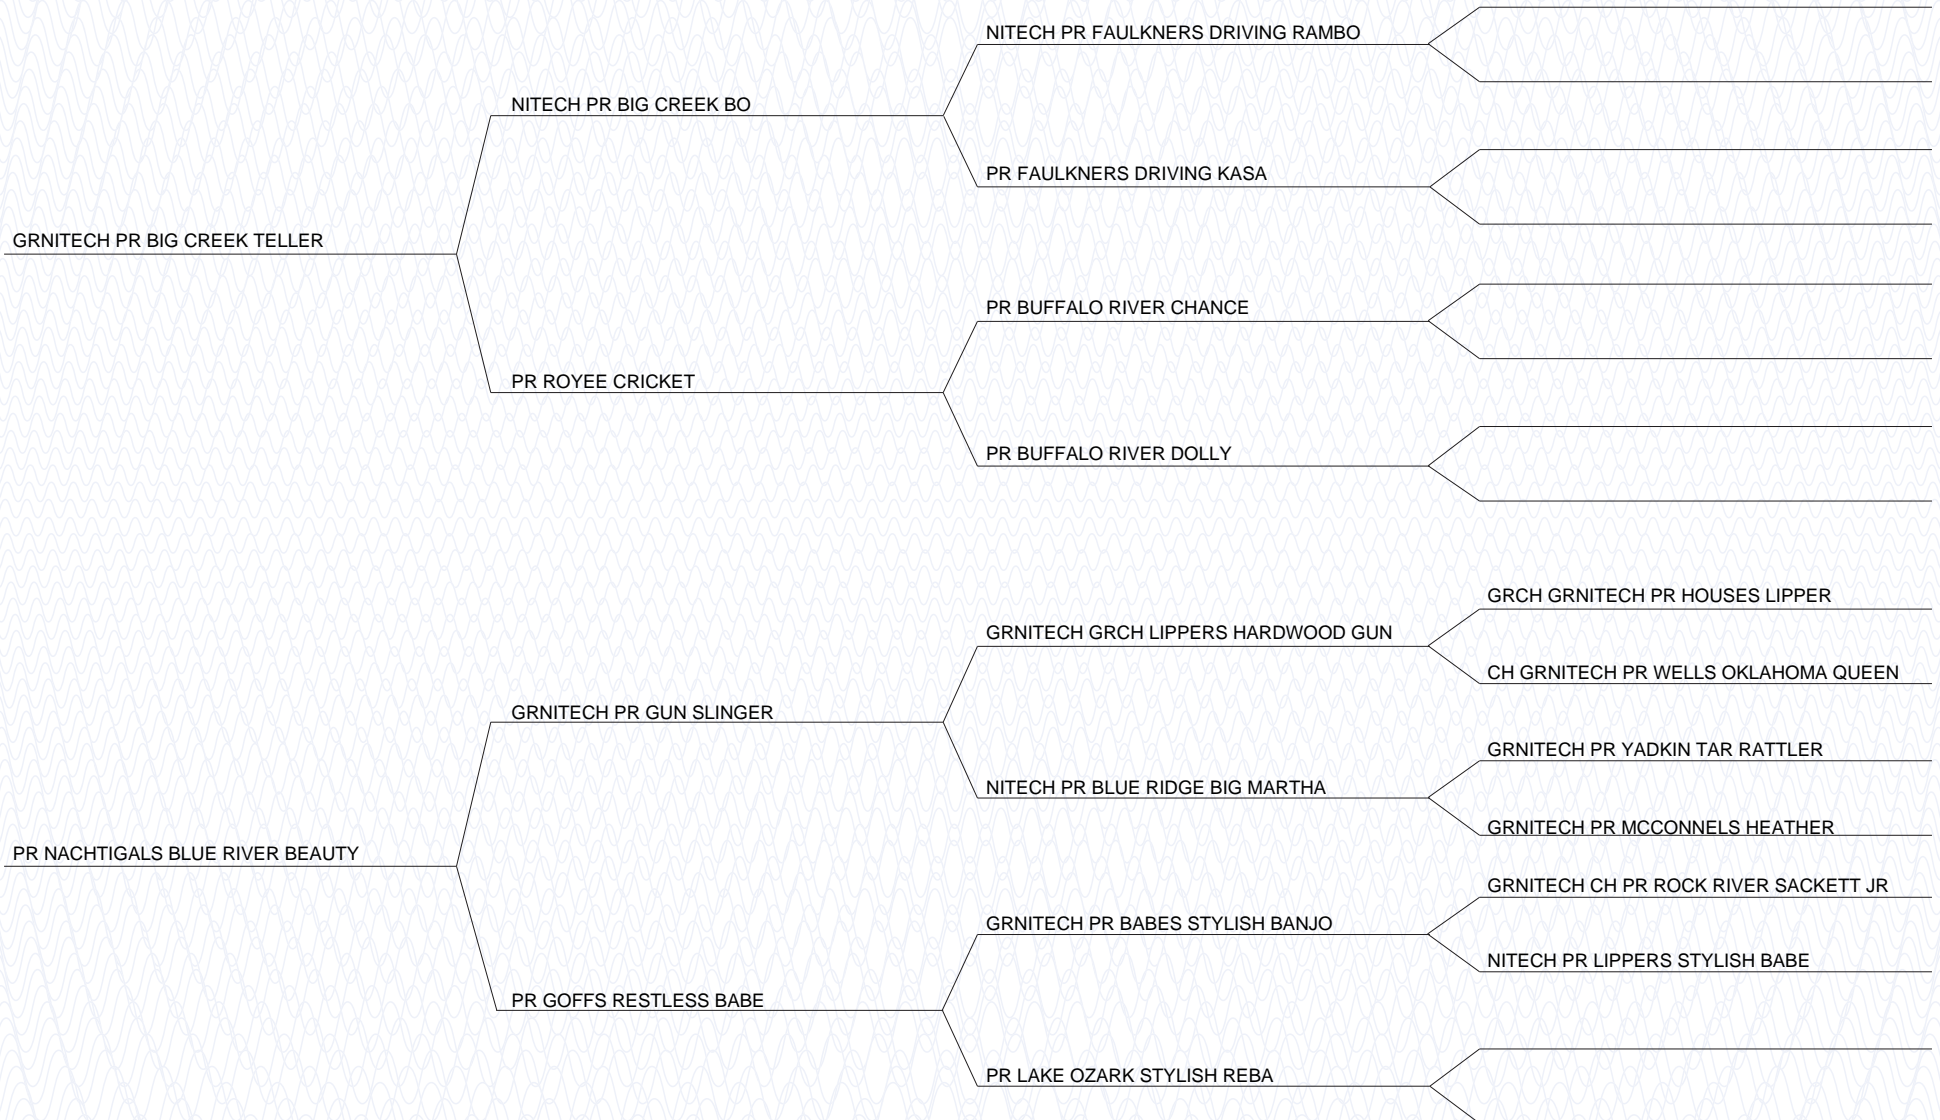 NITECH PR FAULKNERS DRIVING RAMBO
NITECH PR BIG CREEK BO
PR FAULKNERS DRIVING KASA
GRNITECH PR BIG CREEK TELLER
PR BUFFALO RIVER CHANCE
PR ROYEE CRICKET
PR BUFFALO RIVER DOLLY
GRCH GRNITECH PR HOUSES LIPPER
GRNITECH GRCH LIPPERS HARDWOOD GUN
CH GRNITECH PR WELLS OKLAHOMA QUEEN
GRNITECH PR GUN SLINGER
GRNITECH PR YADKIN TAR RATTLER
NITECH PR BLUE RIDGE BIG MARTHA
GRNITECH PR MCCONNELS HEATHER
PR NACHTIGALS BLUE RIVER BEAUTY
GRNITECH CH PR ROCK RIVER SACKETT JR
GRNITECH PR BABES STYLISH BANJO
NITECH PR LIPPERS STYLISH BABE
PR GOFFS RESTLESS BABE
PR LAKE OZARK STYLISH REBA